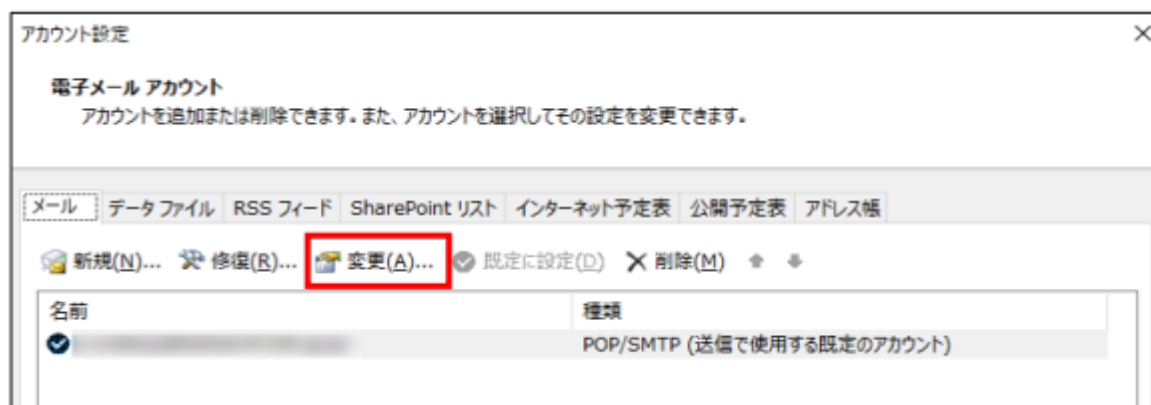 アカウント設定
電子メール アカウント
アカウントを追加または削除できます。また、アカウントを選択してその設定を変更できます。
メール データ ファイル RSS フィード SharePoint リスト インターネット予定表 公開予定表 アドレス帳
新規(N)... 修復(R)... 変更(A)... 既定に設定(D) 削除(M)
名前 種類
POP/SMTP (送信で使用する既定のアカウント)